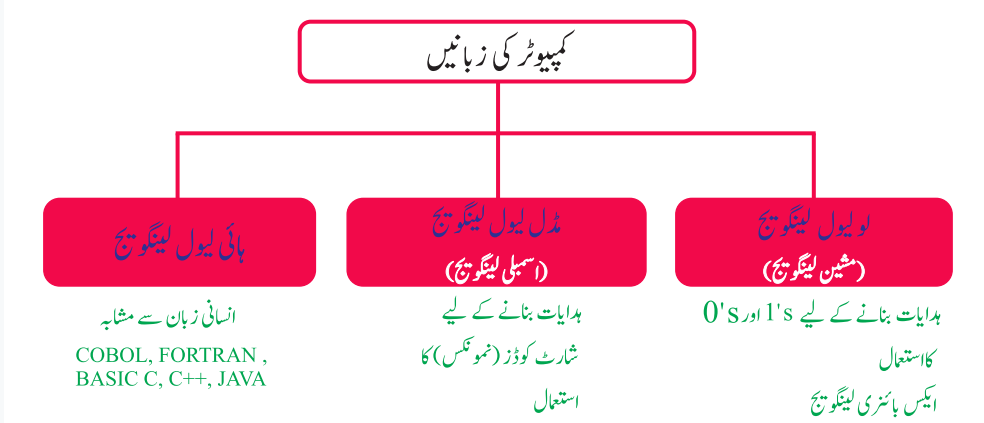 کمپیوٹر کی زبانیں
لو لیول لینگویج
(مشین لینگویج)
ہدایات بنانے کے لیے 1's اور 0's
کا استعمال
ایکس بائنری لینگویج
مڈل لیول لینگویج
(اسمبلی لینگویج)
ہدایات بنانے کے لیے
شارٹ کوڈز (نمونکس) کا
استعمال
ہائی لیول لینگویج
انسانی زبان سے مشابہ
COBOL, FORTRAN ,
BASIC C, C++, JAVA